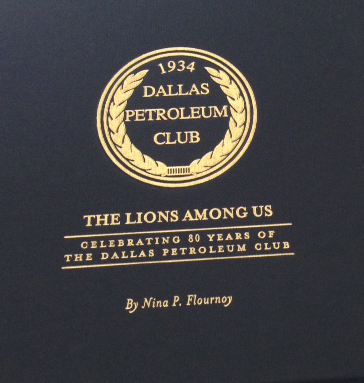 1934
DALLAS
PETROLEUM
CLUB
THE LIONS AMONG US
CELEBRATING 80 YEARS OF
THE DALLAS PETROLEUM CLUB
By Nina P. Flournoy